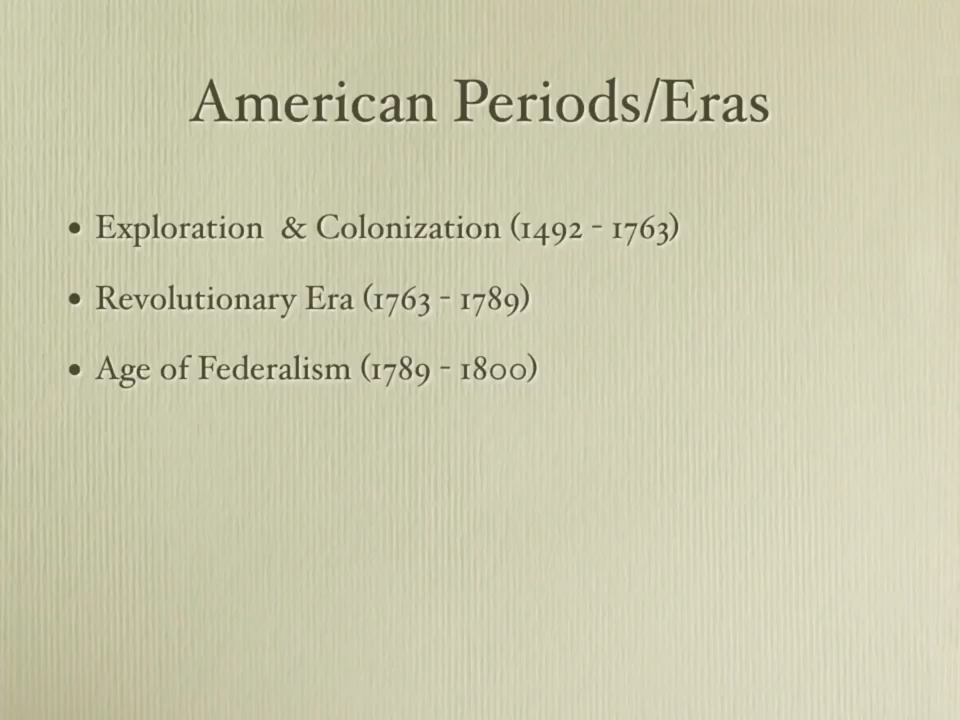 American Periods/Eras
• Exploration & Colonization (1492 - 1763)
• Revolutionary Era (1763 - 1789)
• Age of Federalism (1789 - 1800)